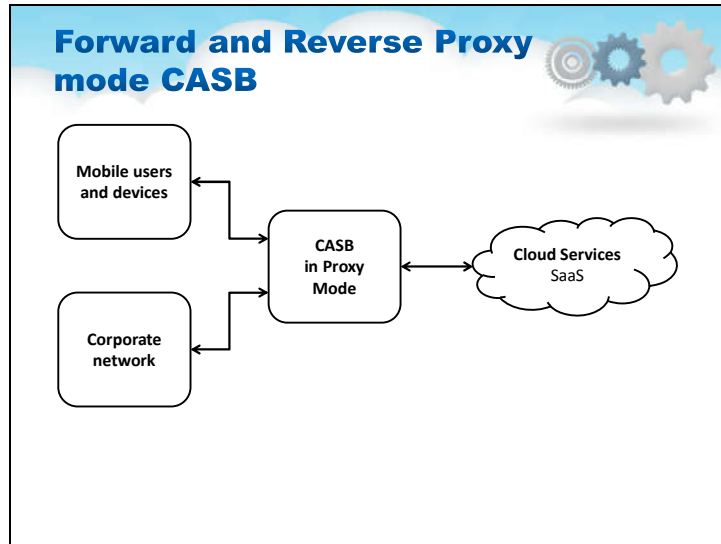 Forward and Reverse Proxy
mode CASB
Mobile users
and devices
CASB
in Proxy
Mode
Cloud Services
SaaS
Corporate
network